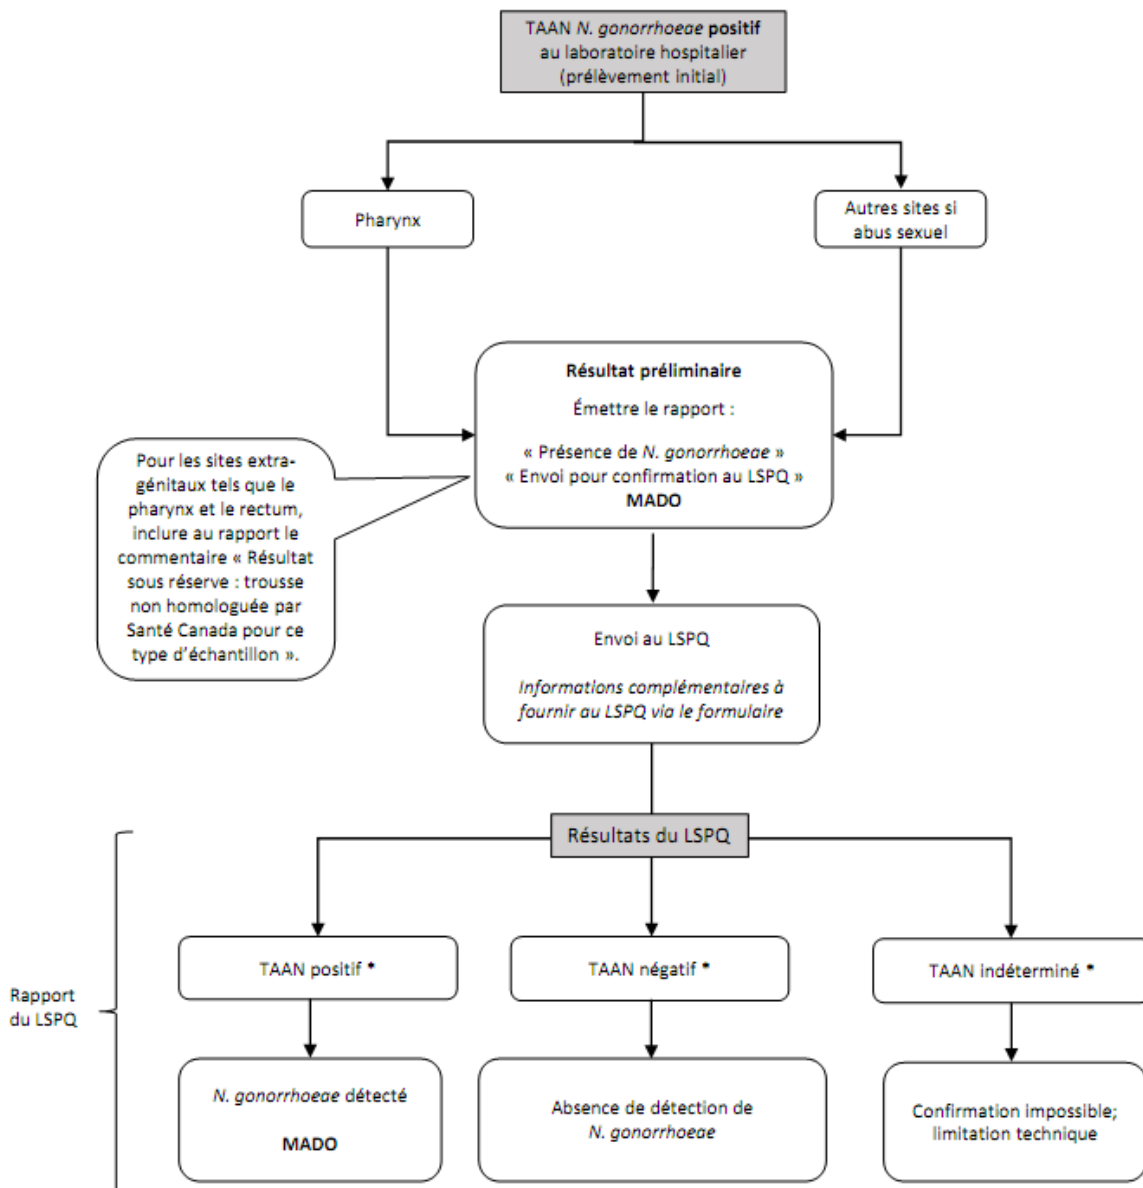 TAAN N. gonorrhoeae positif
au laboratoire hospitalier
(prélèvement initial)
Pharynx
Autres sites si
abus sexuel
Résultat préliminaire
Émettre le rapport :
« Présence de N. gonorrhoeae »
« Envoi pour confirmation au LSPQ »
MADO
Pour les sites extra-
génitaux tels que le
pharynx et le rectum,
inclure au rapport le
commentaire « Résultat
sous réserve : trousse
non homologuée par
Santé Canada pour ce
type d’échantillon ».
Envoi au LSPQ
Informations complémentaires à
fournir au LSPQ via le formulaire
Résultats du LSPQ
Rapport
du LSPQ
TAAN positif *
TAAN négatif *
TAAN indéterminé *
N. gonorrhoeae détecté
MADO
Absence de détection de
N. gonorrhoeae
Confirmation impossible;
limitation technique